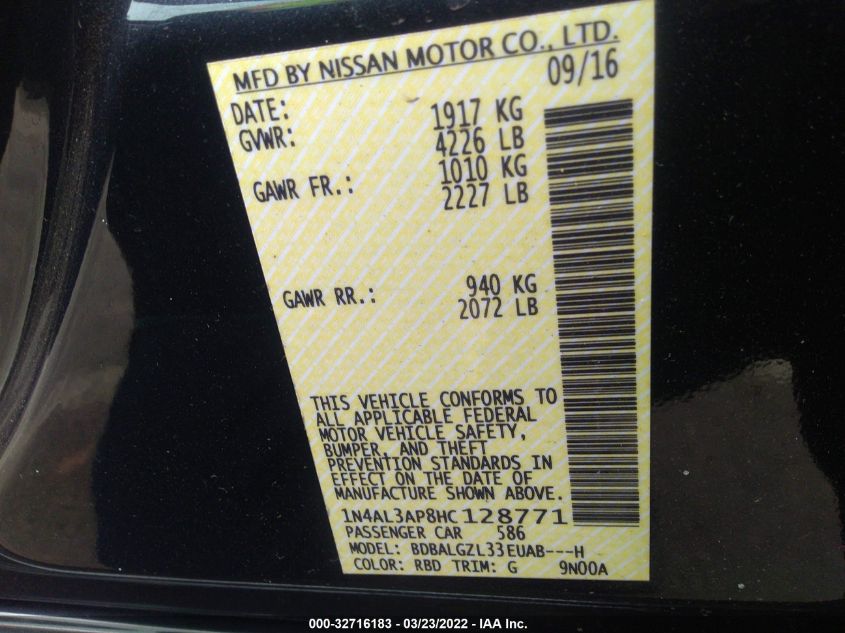 MFD BY NISSAN MOTOR CO., LTD.
DATE: 09/16
GVWR: 1917 KG
4226 LB
GAWR FR.: 1010 KG
2227 LB
GAWR RR.: 940 KG
2072 LB
THIS VEHICLE CONFORMS TO
ALL APPLICABLE FEDERAL
MOTOR VEHICLE SAFETY,
BUMPER, AND THEFT
PREVENTION STANDARDS IN
EFFECT ON THE DATE OF
MANUFACTURE SHOWN ABOVE.
1N4AL3AP8HC128771
PASSENGER CAR 586
MODEL: BDBALGZL33EUAB---H
COLOR: RBD TRIM: G 9N00A
000-32716183 - 03/23/2022 - IAA Inc.